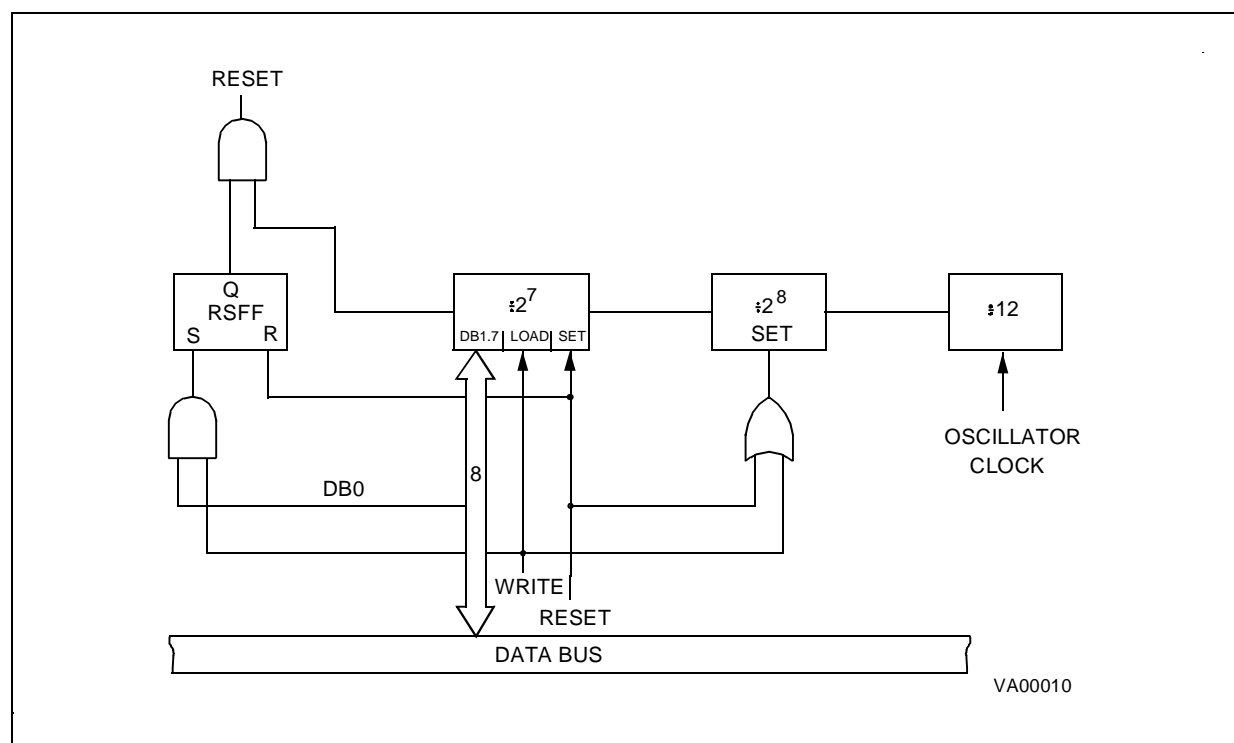 RESET
Q
RSFF
S R
÷2^7
DB1.7 LOAD SET
÷2^8
SET
÷12
OSCILLATOR
CLOCK
8
DB0
WRITE
RESET
DATA BUS
VA00010